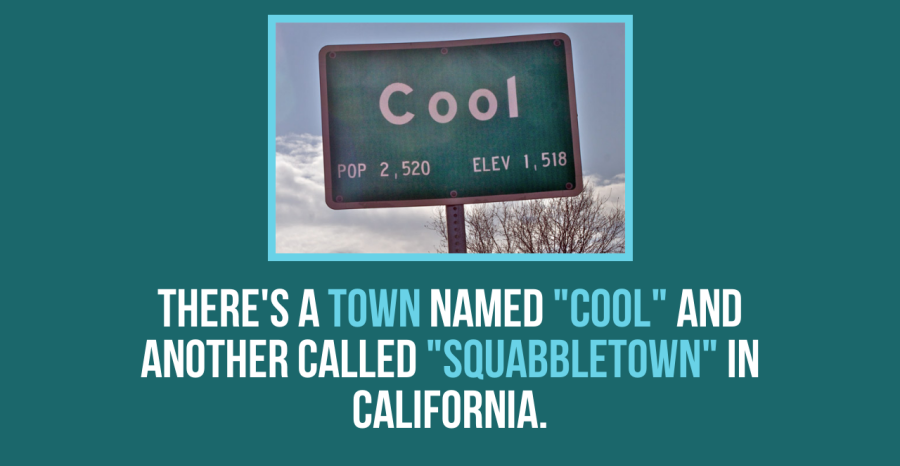 Cool
POP 2,520 ELEV 1,518
THERE'S A TOWN NAMED "COOL" AND
ANOTHER CALLED "SQUABBLETOWN" IN
CALIFORNIA.